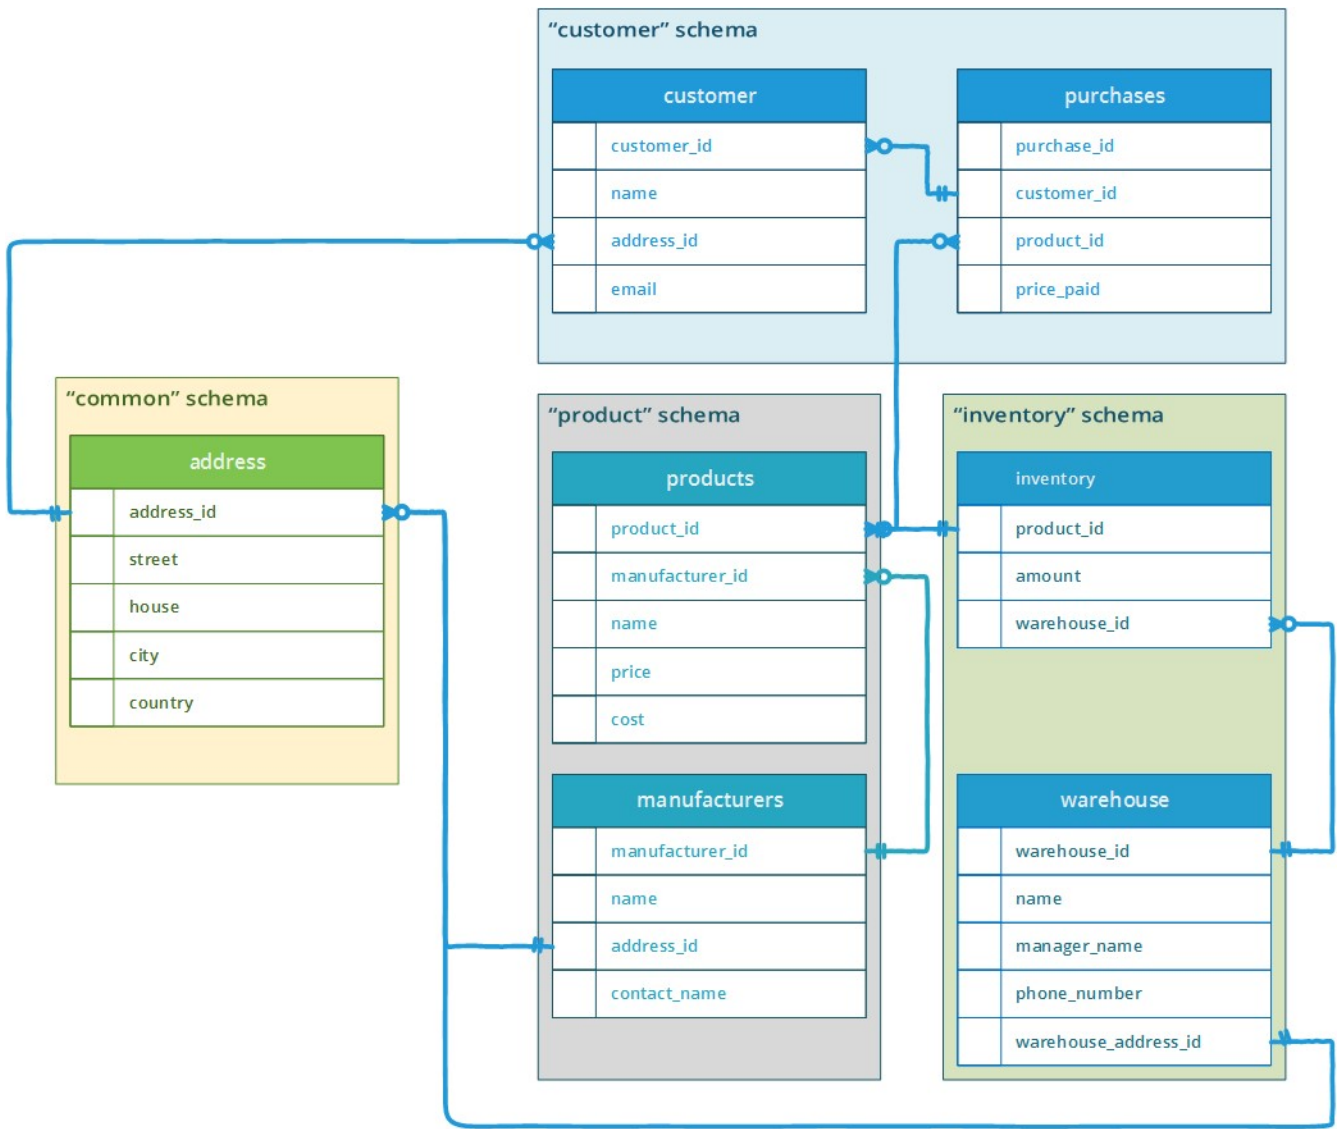 “customer” schema
customer
customer_id
name
address_id
email
purchases
purchase_id
customer_id
product_id
price_paid
“common” schema
address
address_id
street
house
city
country
“product” schema
products
product_id
manufacturer_id
name
price
cost
manufacturers
manufacturer_id
name
address_id
contact_name
“inventory” schema
inventory
product_id
amount
warehouse_id
warehouse
warehouse_id
name
manager_name
phone_number
warehouse_address_id